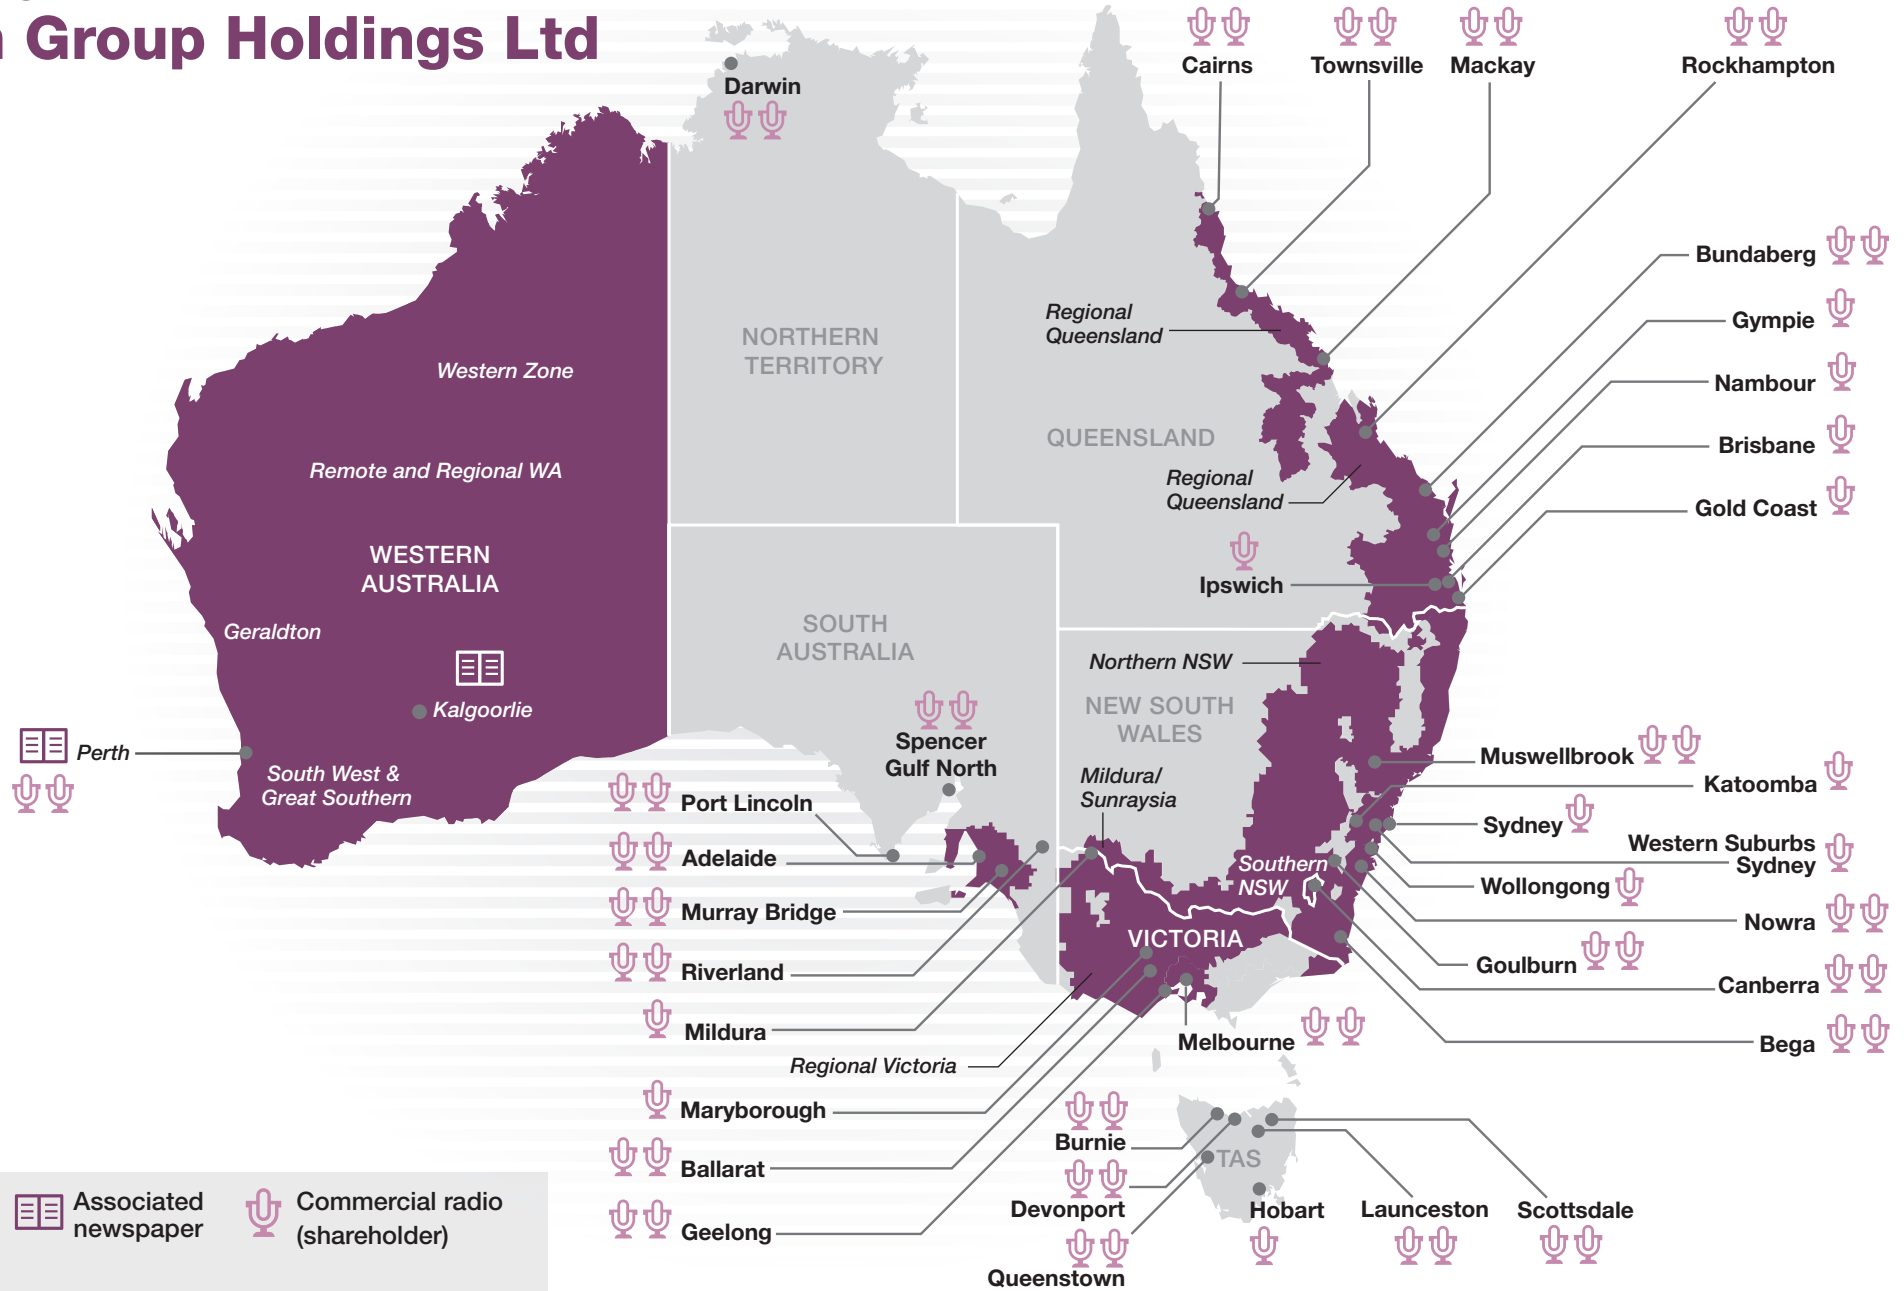 Group Holdings Ltd
Cairns
Townsville
Mackay
Rockhampton
Darwin
Bundaberg
Gympie
Nambour
Brisbane
Gold Coast
Regional
Queensland
NORTHERN
TERRITORY
Western Zone
QUEENSLAND
Remote and Regional WA
Regional
Queensland
WESTERN
AUSTRALIA
Ipswich
Geraldton
SOUTH
AUSTRALIA
Northern NSW
Kalgoorlie
NEW SOUTH
WALES
Spencer
Gulf North
Perth
South West &
Great Southern
Mildura/
Sunraysia
Muswellbrook
Katoomba
Sydney
Western Suburbs
Sydney
Southern
NSW
Wollongong
Nowra
Goulburn
Canberra
Bega
Port Lincoln
Adelaide
Murray Bridge
Riverland
Mildura
VICTORIA
Melbourne
Regional Victoria
Maryborough
Ballarat
Geelong
Burnie
TAS
Devonport
Queenstown
Hobart
Launceston
Scottsdale
Associated
newspaper
Commercial radio
(shareholder)